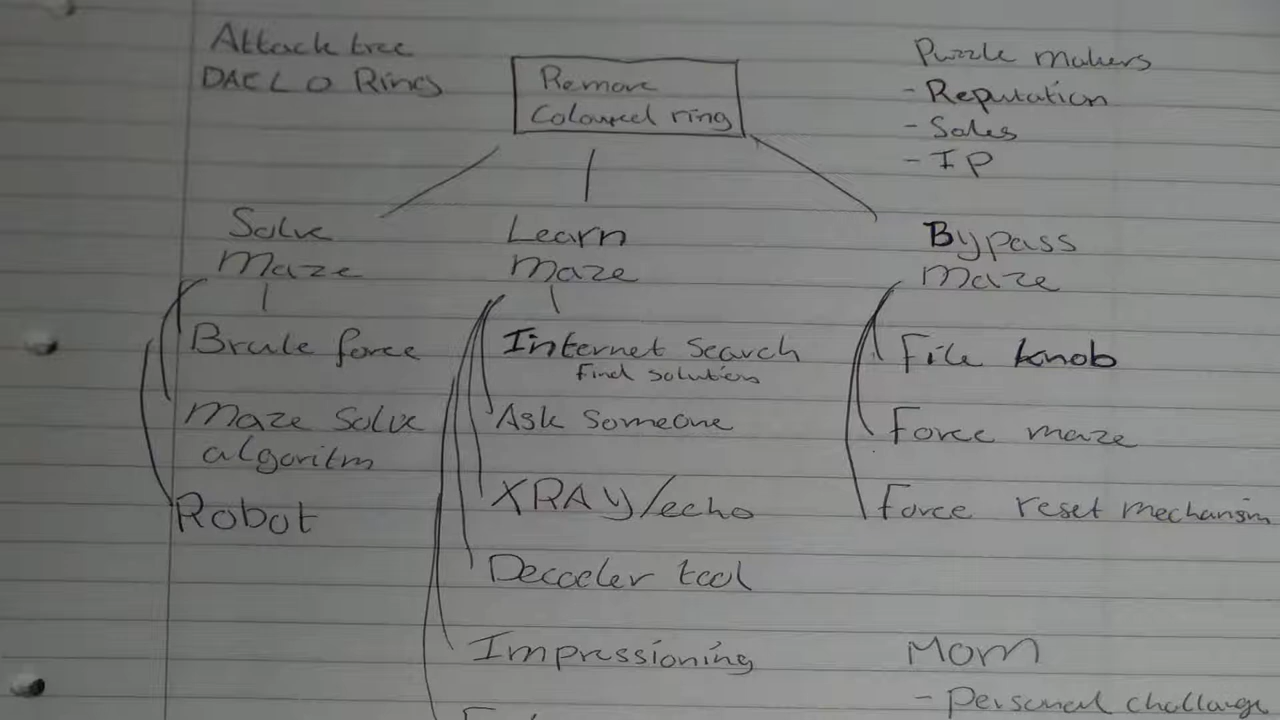 Attack tree
DAEL O Rings
Remove
Coloured ring
Puzzle makers
- Reputation
- Sales
- IP
Solve
Maze
Brute force
Maze Solve
algoritm
Robot
Learn
Maze
Internet Search
Find solutions
Ask Someone
XRAY/echo
Decoder tool
Impressioning
Bypass
Maze
File knob
Force maze
Force reset mechanism
Mom
- Personal challange